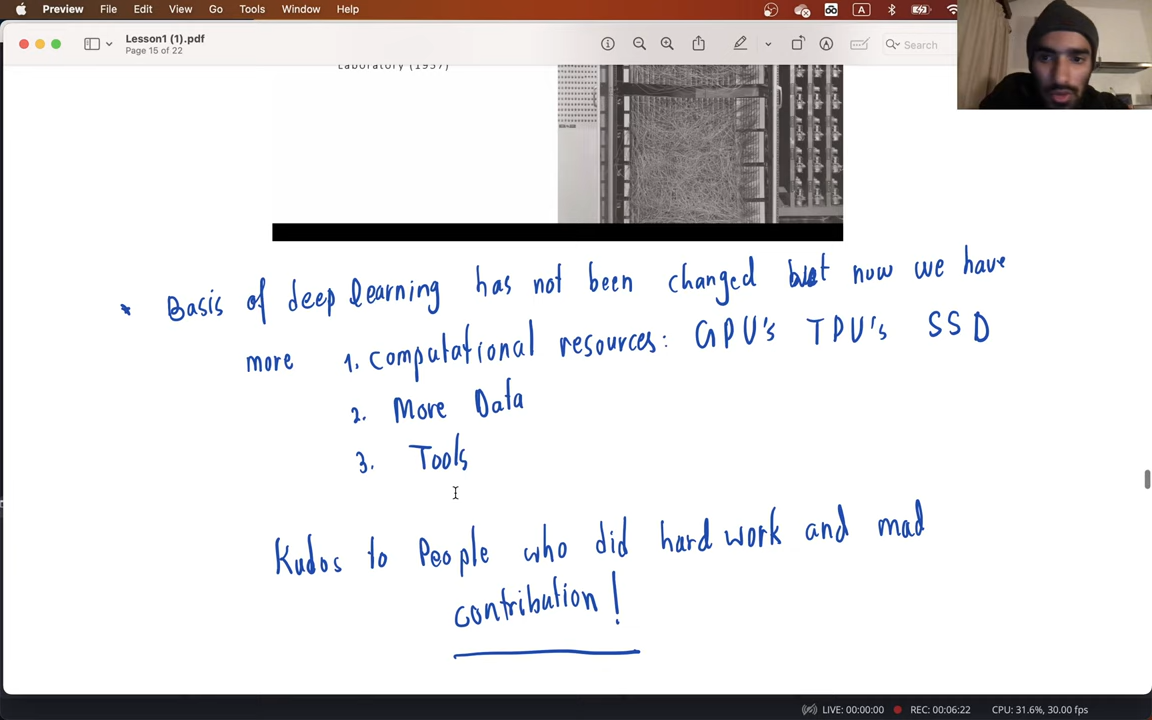 Preview File Edit View Go Tools Window Help
A
Lesson1 (1).pdf
Page 15 of 22
Search
Laboratory (1957)
* Basis of deep learning has not been changed but now we have
more 1. Computational resources: GPU's TPU's SSD
2. More Data
3. Tools
Kudos to People who did hard work and mad
contribution!
LIVE: 00:00:00 REC: 00:06:22 CPU: 31.6%, 30.00 fps